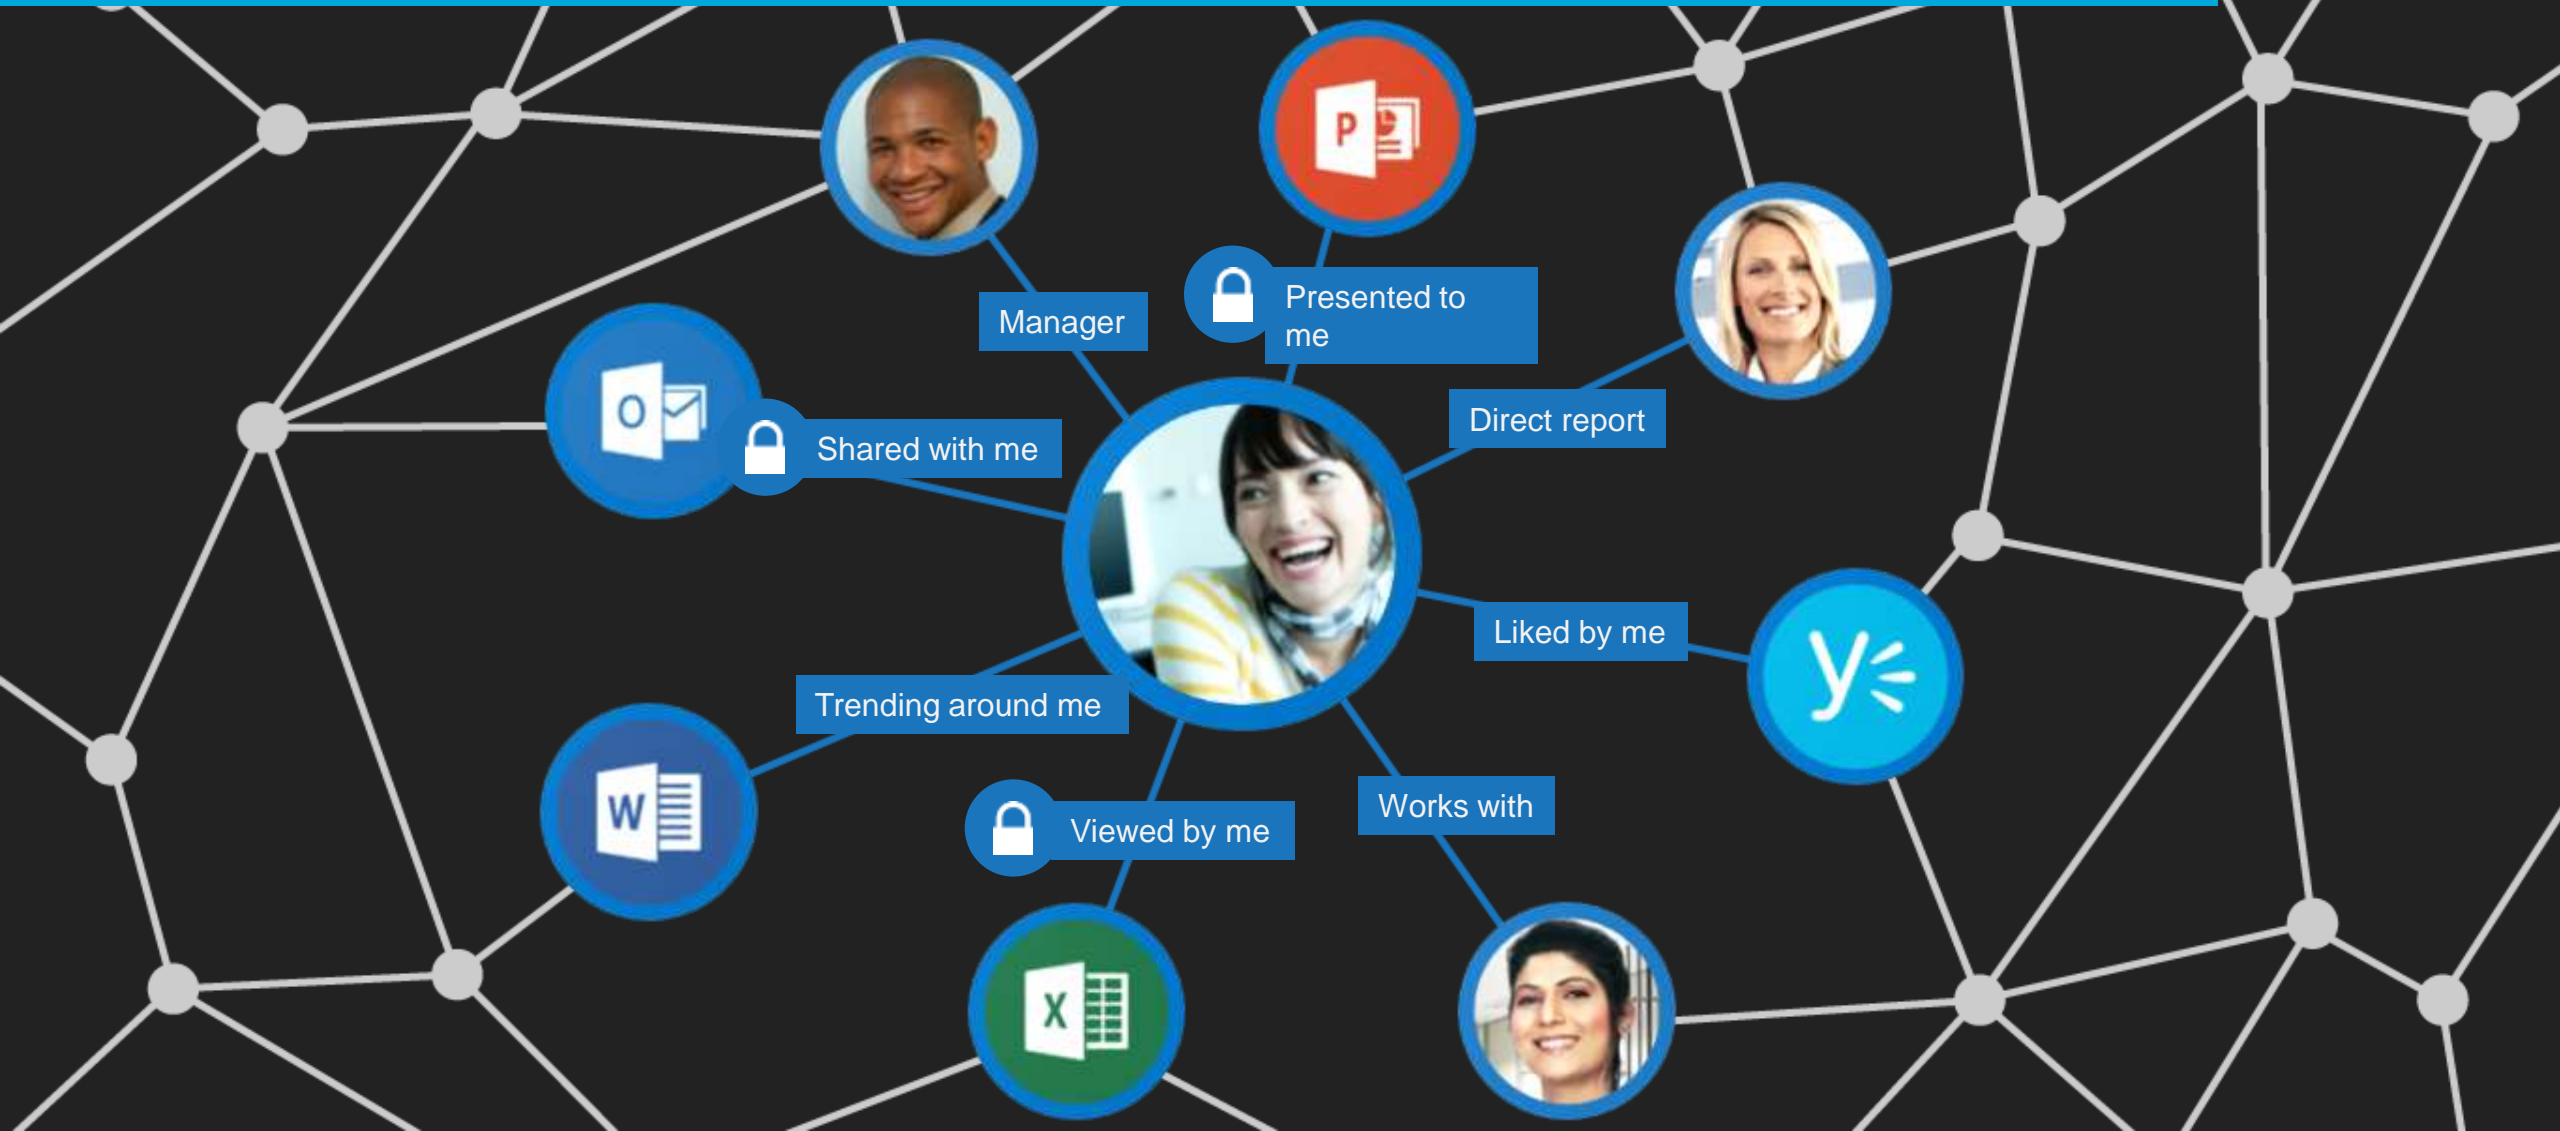 P
Manager
Presented to
me
Direct report
O
Shared with me
Liked by me
y
Trending around me
W
Works with
Viewed by me
X